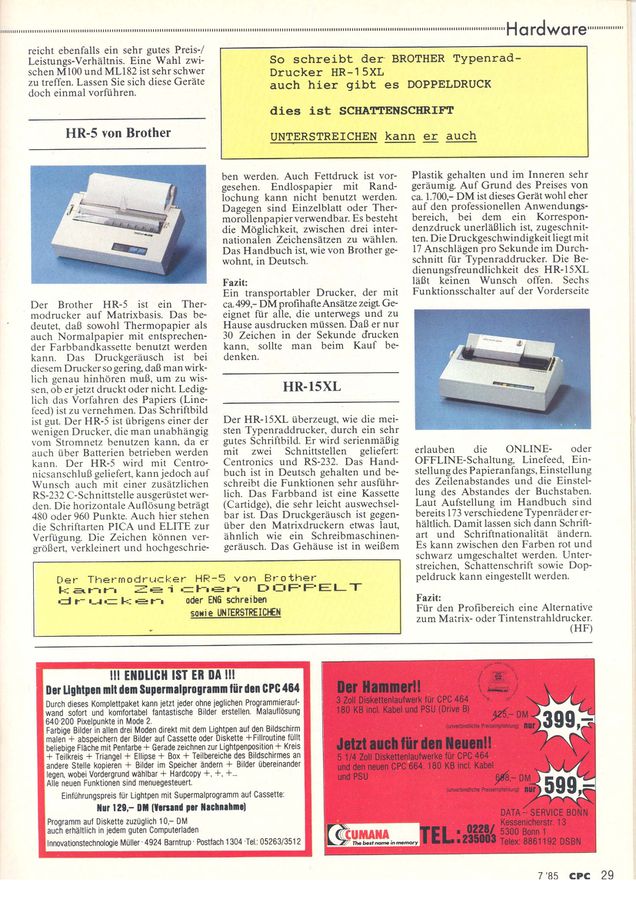 Hardware
reicht ebenfalls ein sehr gutes Preis-/
Leistungs-Verhältnis. Eine Wahl zwi-
schen M100 und ML182 ist sehr schwer
zu treffen. Lassen Sie sich diese Geräte
doch einmal vorführen.
HR-5 von Brother
Der Brother HR-5 ist ein Ther-
modrucker auf Matrixbasis. Das be-
deutet, daß sowohl Thermopapier als
auch Normalpapier mit entsprechen-
der Farbbandkassette benutzt werden
kann. Das Druckgeräusch ist bei
diesem Drucker so gering, daß man wirk-
lich genau hinhören muß, um zu wis-
sen, ob er jetzt druckt oder nicht. Ledig-
lich das Vorfahren des Papiers (Line-
feed) ist zu vernehmen. Das Schriftbild
ist gut. Der HR-5 ist übrigens einer der
wenigen Drucker, die man unabhängig
vom Stromnetz benutzen kann, da er
auch über Batterien betrieben werden
kann. Der HR-5 wird mit Centro-
nicsanschluß geliefert, kann jedoch auf
Wunsch auch mit einer zusätzlichen
RS-232 C-Schnittstelle ausgerüstet wer-
den. Die horizontale Auflösung beträgt
480 oder 960 Punkte. Auch hier stehen
die Schriftarten PICA und ELITE zur
Verfügung. Die Zeichen können ver-
größert, verkleinert und hochgeschrie-
So schreibt der BROTHER Typenrad-
Drucker HR-15XL
auch hier gibt es DOPPELDRUCK
dies ist SCHATTENSCHRIFT
UNTERSTREICHEN kann er auch
ben werden. Auch Fettdruck ist vor-
gesehen. Endlospapier mit Rand-
lochung kann nicht benutzt werden.
Dagegen sind Einzelblatt oder Ther-
morollenpapier verwendbar. Es besteht
die Möglichkeit, zwischen drei inter-
nationalen Zeichensätzen zu wählen.
Das Handbuch ist, wie von Brother ge-
wohnt, in Deutsch.
Fazit:
Ein transportabler Drucker, der mit
ca. 499,– DM profihafte Ansätze zeigt. Ge-
eignet für alle, die unterwegs und zu
Hause ausdrucken müssen. Daß er nur
30 Zeichen in der Sekunde drucken
kann, sollte man beim Kauf be-
denken.
HR-15XL
Der HR-15XL überzeugt, wie die mei-
sten Typenraddrucker, durch ein sehr
gutes Schriftbild. Er wird serienmäßig
mit zwei Schnittstellen geliefert:
Centronics und RS-232. Das Hand-
buch ist in Deutsch gehalten und be-
schreibt die Funktionen sehr ausführ-
lich. Das Farbband ist eine Kassette
(Cartidge), die sehr leicht auswechsel-
bar ist. Das Druckgeräusch ist gegen-
über den Matrixdruckern etwas laut,
ähnlich wie ein Schreibmaschinen-
geräusch. Das Gehäuse ist in weißem
Plastik gehalten und im Inneren sehr
geräumig. Auf Grund des Preises von
ca. 1.700,– DM ist dieses Gerät wohl eher
auf den professionellen Anwendungs-
bereich, bei dem ein Korrespon-
denzdruck unerläßlich ist, zugeschnit-
ten. Die Druckgeschwindigkeit liegt mit
17 Anschlägen pro Sekunde im Durch-
schnitt für Typenraddrucker. Die Be-
dienungsfreundlichkeit des HR-15XL
läßt keinen Wunsch offen. Sechs
Funktionsschalter auf der Vorderseite
erlauben die ONLINE- oder
OFFLINE-Schaltung, Linefeed, Ein-
stellung des Papieranfangs, Einstellung
des Zeilenabstandes und die Einstel-
lung des Abstandes der Buchstaben.
Laut Aufstellung im Handbuch sind
bereits 173 verschiedene Typenräder er-
hältlich. Damit lassen sich dann Schrift-
art und Schriftnationalität ändern.
Es kann zwischen den Farben rot und
schwarz umgeschaltet werden. Unter-
streichen, Schattenschrift sowie Dop-
peldruck kann eingestellt werden.
Fazit:
Für den Profibereich eine Alternative
zum Matrix- oder Tintenstrahldrucker.
(HF)
Der Thermodrucker HR-5 von Brother
kann Zeichen DOPPELT
drucken oder ENG schreiben
sowie UNTERSTREICHEN
!!! ENDLICH IST ER DA !!!
Der Lightpen mit dem Supermalprogramm für den CPC 464
Durch dieses Komplettpaket kann jetzt jeder ohne jeglichen Programmierauf-
wand sofort und komfortabel fantastische Bilder erstellen. Malauflösung
640·200 Pixelpunkte in Mode 2.
Farbige Bilder in allen drei Moden direkt mit dem Lightpen auf den Bildschirm
malen + abspeichern der Bilder auf Cassette oder Diskette + Fillroutine füllt
beliebige Fläche mit Penfarbe + Gerade zeichnen zur Lightpenposition + Kreis
+ Teilkreis + Triangel + Ellipse + Box + Teilbereiche des Bildschirmes an
andere Stelle kopieren + Bilder im Speicher ändern + Bilder übereinander
legen, wobei Vordergrund wählbar + Hardcopy +, +, +...
Alle neuen Funktionen sind menuegesteuert.
Einführungspreis für Lightpen mit Supermalprogramm auf Cassette:
Nur 129,– DM (Versand per Nachnahme)
Programm auf Diskette zuzüglich 10,– DM
auch erhältlich in jedem guten Computerladen
Innovationstechnologie Müller · 4924 Barntrup · Postfach 1304 · Tel.: 05263/3512
Der Hammer!!
3 Zoll Diskettenlaufwerk für CPC 464
180 KB incl. Kabel und PSU (Drive B)
425,– DM
(unverbindliche Preisempfehlung)
nur 399,–
Jetzt auch für den Neuen!!
5 1/4 Zoll Diskettenlaufwerke für CPC 464
und den neuen CPC 664. 180 KB incl. Kabel
und PSU
698,– DM
(unverbindliche Preisempfehlung)
nur 599,–
CUMANA
The best name in memory
TEL.: 0228/
235003
DATA – SERVICE BONN
Kessenicherstr. 13
5300 Bonn 1
Telex: 8861192 DSBN
7 '85 CPC 29